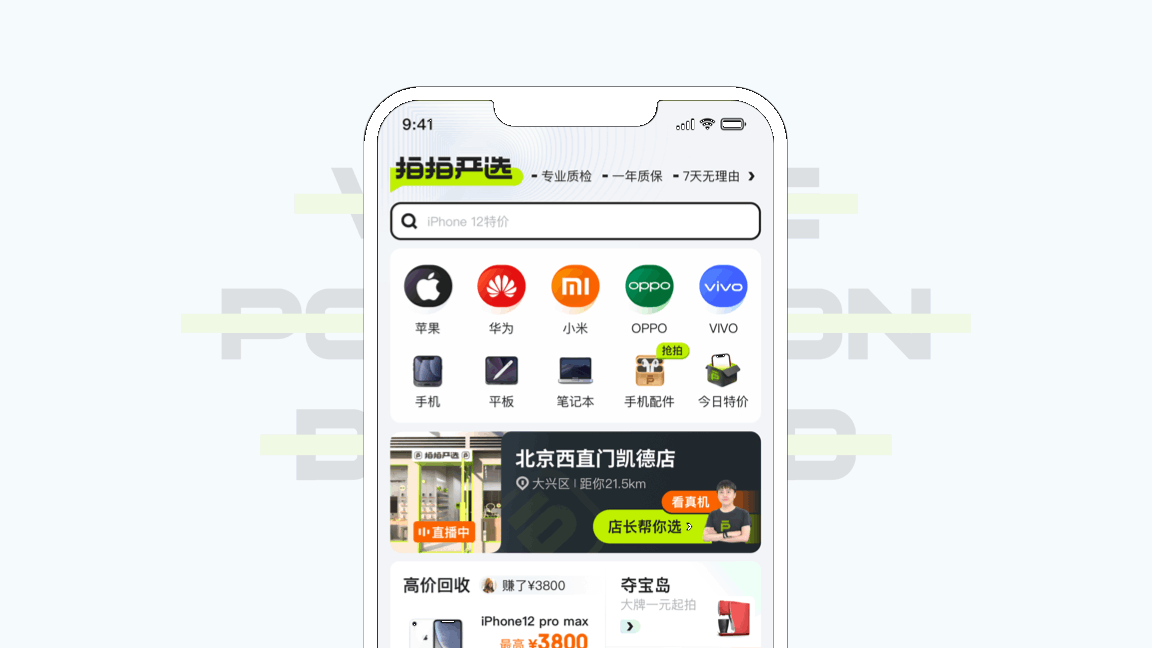 9:41
拍拍严选
- 专业质检 - 一年质保 - 7天无理由
iPhone 12特价
mi
oppo
vivo
苹果 华为 小米 OPPO VIVO
抢拍
手机 平板 笔记本 手机配件 今日特价
拍拍严选
北京西直门凯德店
大兴区 | 距你21.5km
看真机
直播中
店长帮你选
高价回收 赚了¥3800
夺宝岛
大牌一元起拍
iPhone12 pro max
最高 ¥3800